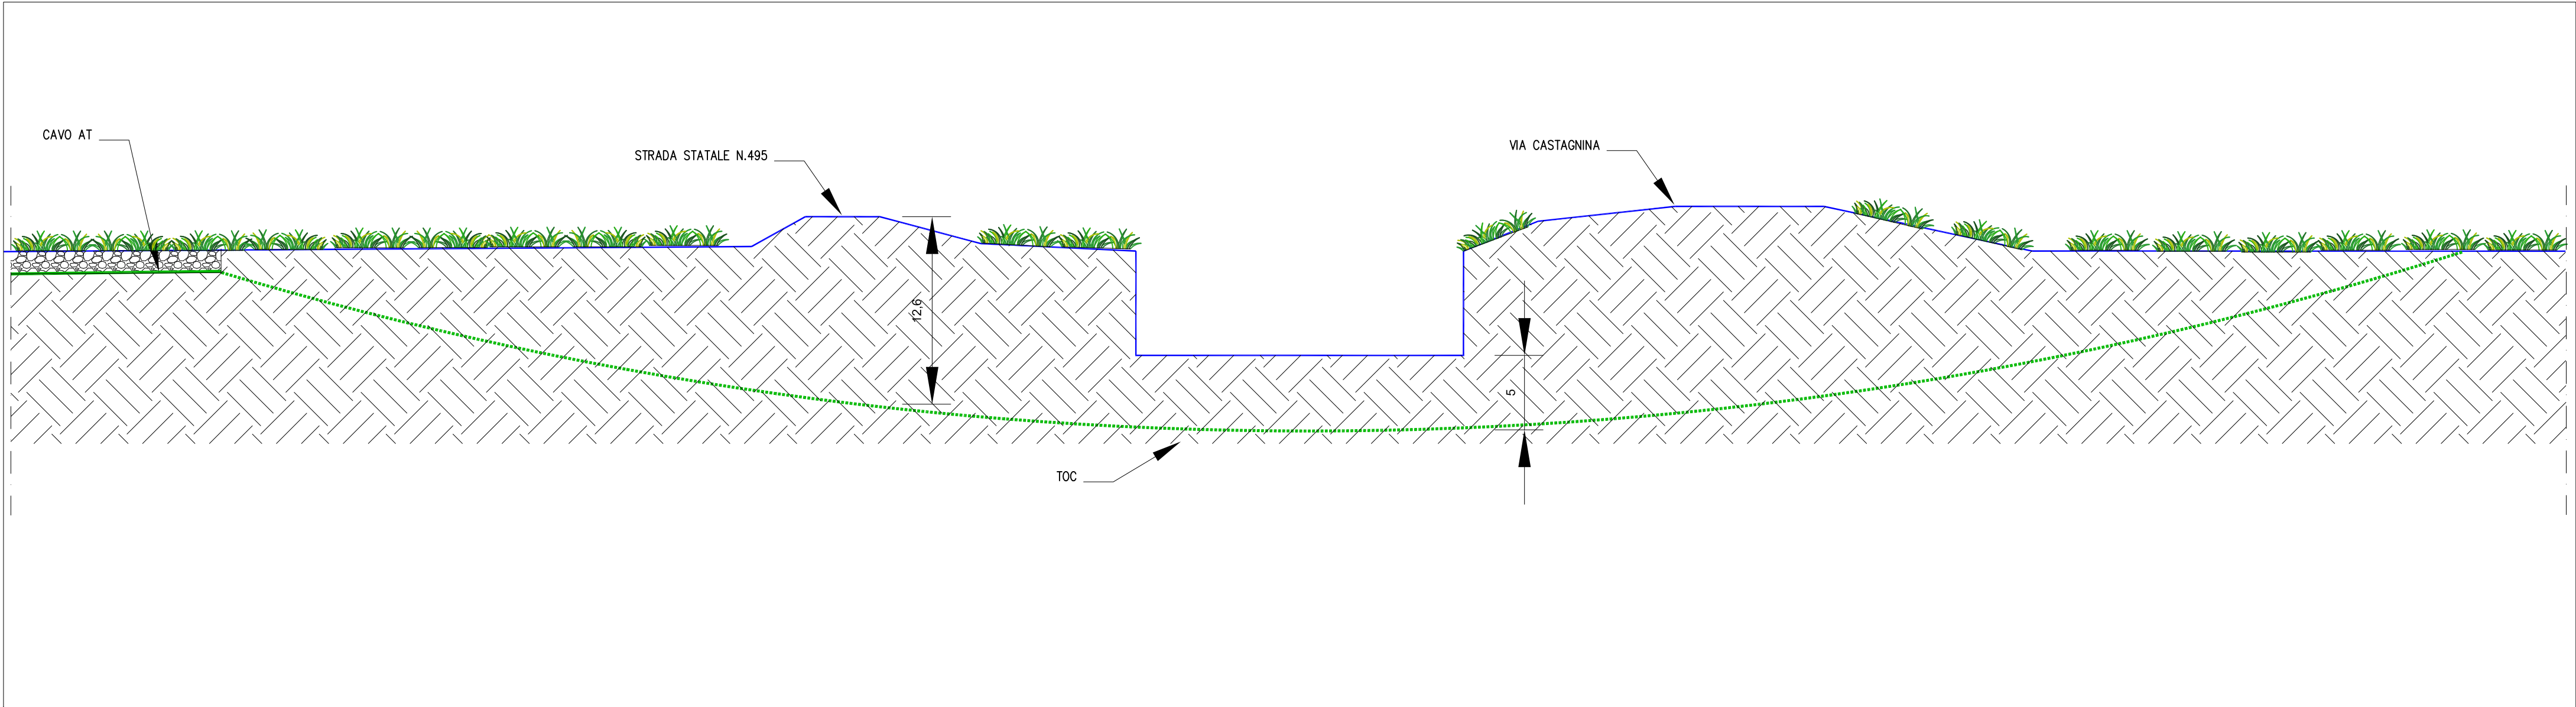 CAVO AT
STRADA STATALE N.495
VIA CASTAGNINA
12,6
5
TOC